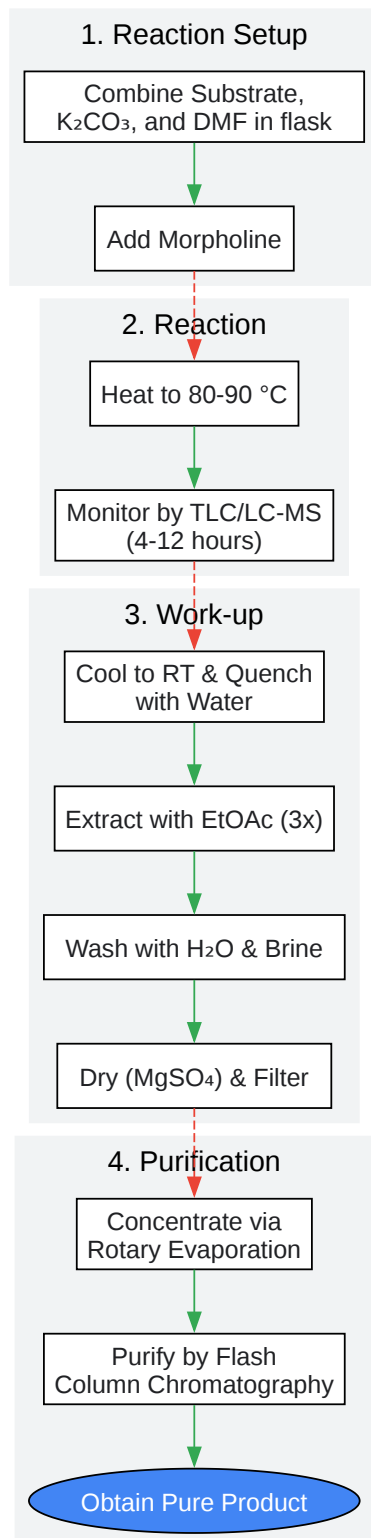 1. Reaction Setup
Combine Substrate,
K₂CO₃, and DMF in flask
Add Morpholine
2. Reaction
Heat to 80-90 °C
Monitor by TLC/LC-MS
(4-12 hours)
3. Work-up
Cool to RT & Quench
with Water
Extract with EtOAc (3x)
Wash with H₂O & Brine
Dry (MgSO₄) & Filter
4. Purification
Concentrate via
Rotary Evaporation
Purify by Flash
Column Chromatography
Obtain Pure Product